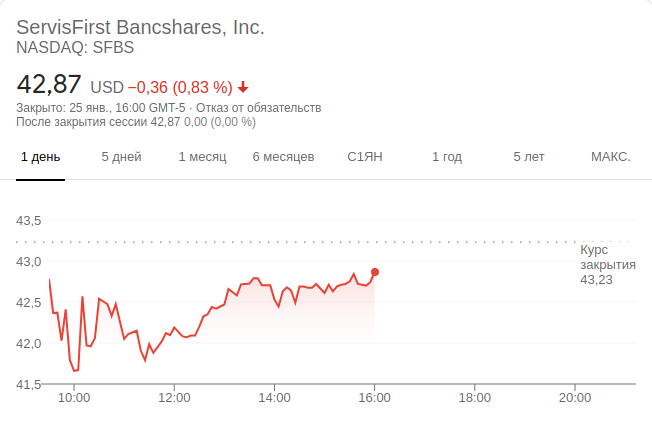 ServisFirst Bancshares, Inc.
NASDAQ: SFBS
42,87 USD −0,36 (0,83 %)
Закрыто: 25 янв., 16:00 GMT-5 · Отказ от обязательств
После закрытия сессии 42,87 0,00 (0,00 %)
1 день 5 дней 1 месяц 6 месяцев С1ЯН 1 год 5 лет МАКС.
43,5
Курс
закрытия
43,23
43,0
42,5
42,0
41,5
10:00 12:00 14:00 16:00 18:00 20:00